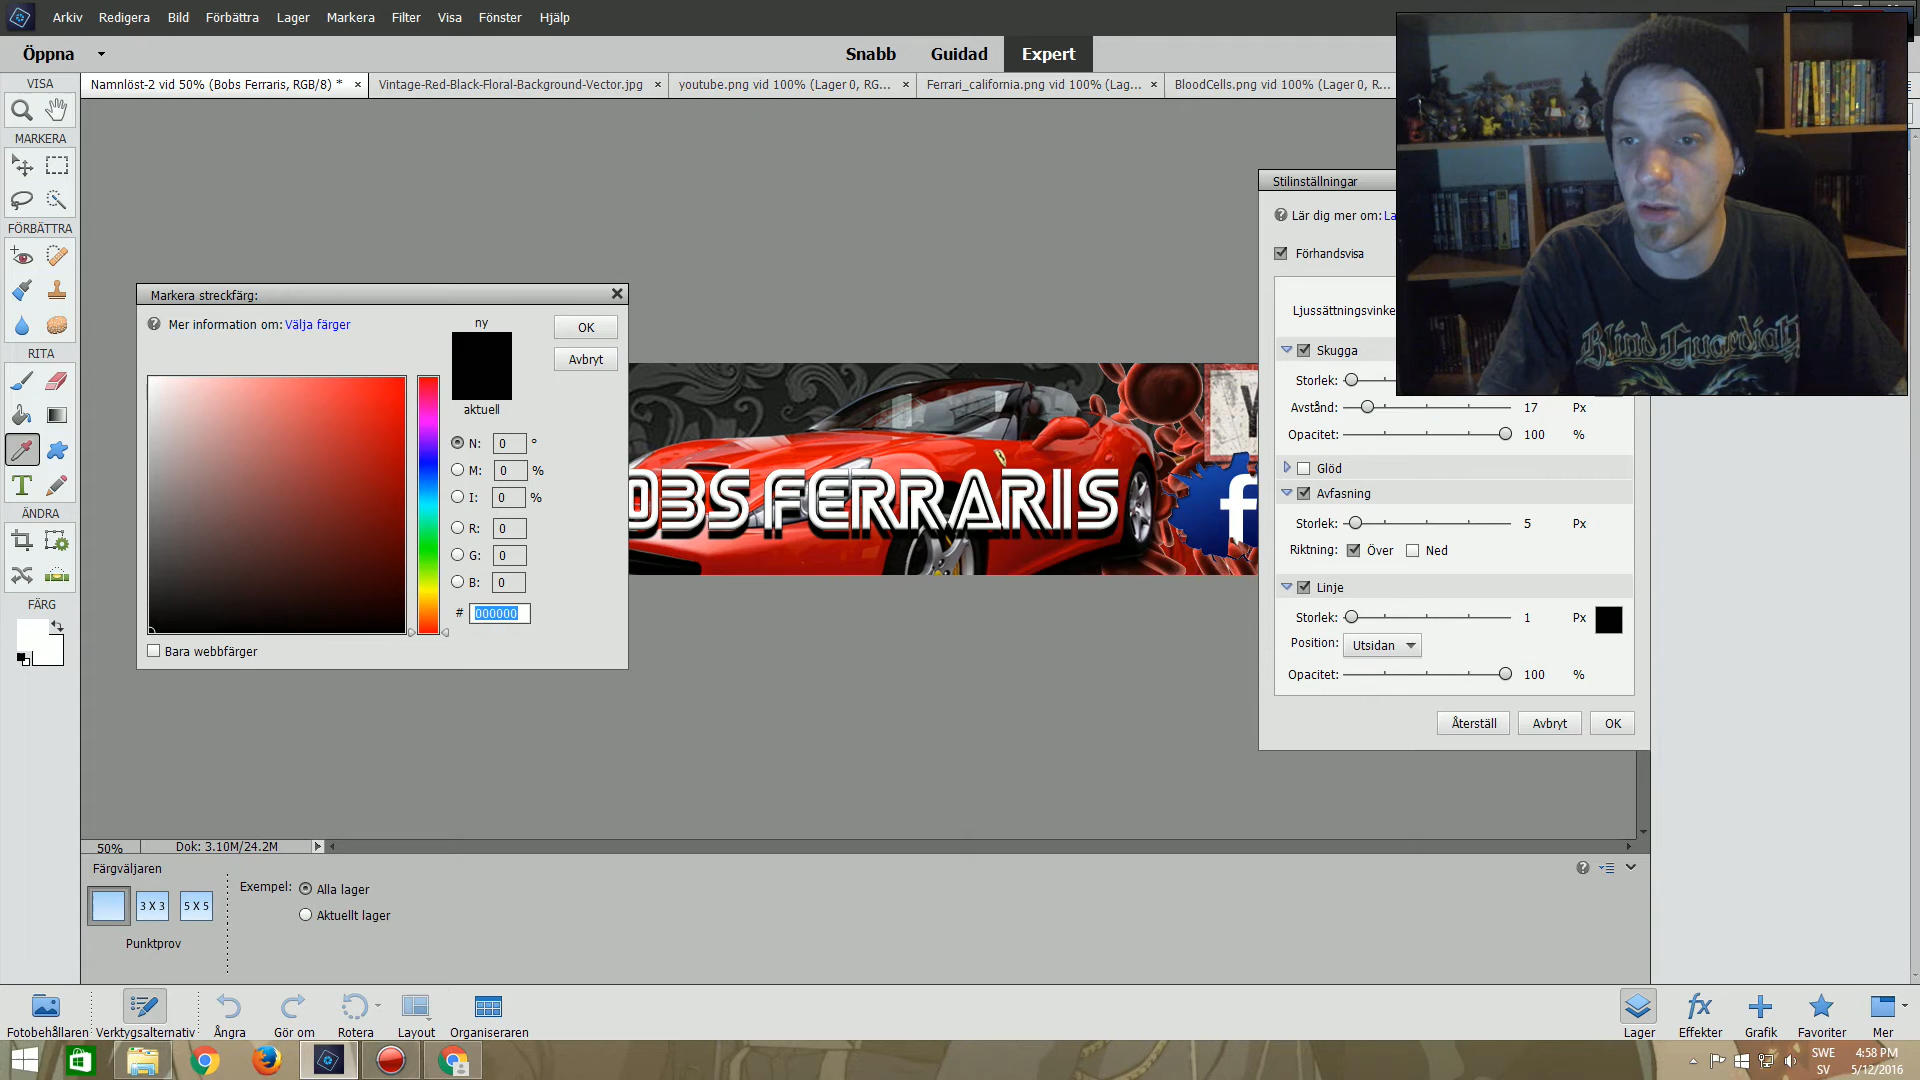 Arkiv Redigera Bild Förbättra Lager Markera Filter Visa Fönster Hjälp
Öppna Snabb Guidad Expert
Namnlöst-2 vid 50% (Bobs Ferraris, RGB/8) * × Vintage-Red-Black-Floral-Background-Vector.jpg × youtube.png vid 100% (Lager 0, RG... × Ferrari_california.png vid 100% (Lag... × BloodCells.png vid 100% (Lager 0, R...
VISA
MARKERA
FÖRBÄTTRA
RITA
T
ÄNDRA
FÄRG
Markera streckfärg:
Mer information om: Välja färger
ny
OK
Avbryt
aktuell
N: 0 °
M: 0 %
I: 0 %
R: 0
G: 0
B: 0
# 000000
Bara webbfärger
OBS FERRARIS
f
Stilinställningar
Lär dig mer om: La
Förhandsvisa
Ljussättningsvinke
Skugga
Storlek:
Avstånd: 17 Px
Opacitet: 100 %
Glöd
Avfasning
Storlek: 5 Px
Riktning: Över Ned
Linje
Storlek: 1 Px
Position: Utsidan
Opacitet: 100 %
Återställ Avbryt OK
Blind Guardian
50% Dok: 3.10M/24.2M
Färgväljaren
3 X 3 5 X 5
Punktprov
Exempel: Alla lager
Aktuellt lager
Fotobehållaren Verktygsalternativ Ångra Gör om Rotera Layout Organiseraren
fx
Lager Effekter Grafik Favoriter Mer
SWE
SV
4:58 PM
5/12/2016